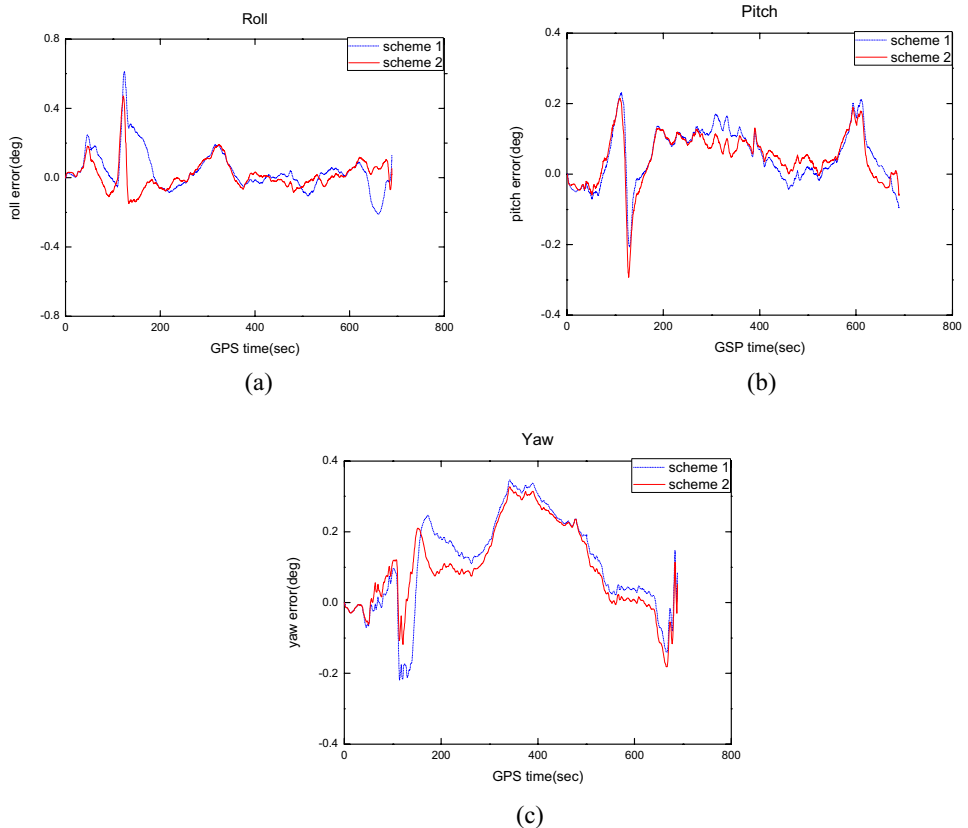 Roll
scheme 1
scheme 2
0.8
0.4
0.0
-0.4
-0.8
roll error(deg)
0 200 400 600 800
GPS time(sec)
(a)
Pitch
scheme 1
scheme 2
0.4
0.2
0.0
-0.2
-0.4
pitch error(deg)
0 200 400 600 800
GSP time(sec)
(b)
Yaw
scheme 1
scheme 2
0.4
0.2
0.0
-0.2
-0.4
yaw error(deg)
0 200 400 600 800
GPS time(sec)
(c)